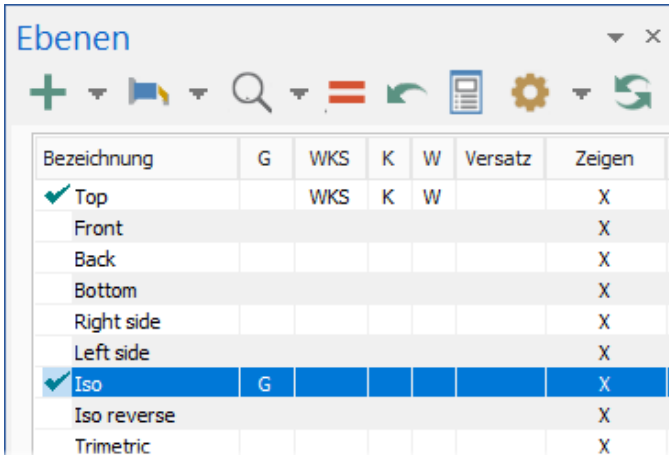 Ebenen
Bezeichnung G WKS K W Versatz Zeigen
Top WKS K W X
Front X
Back X
Bottom X
Right side X
Left side X
Iso G X
Iso reverse X
Trimetric X